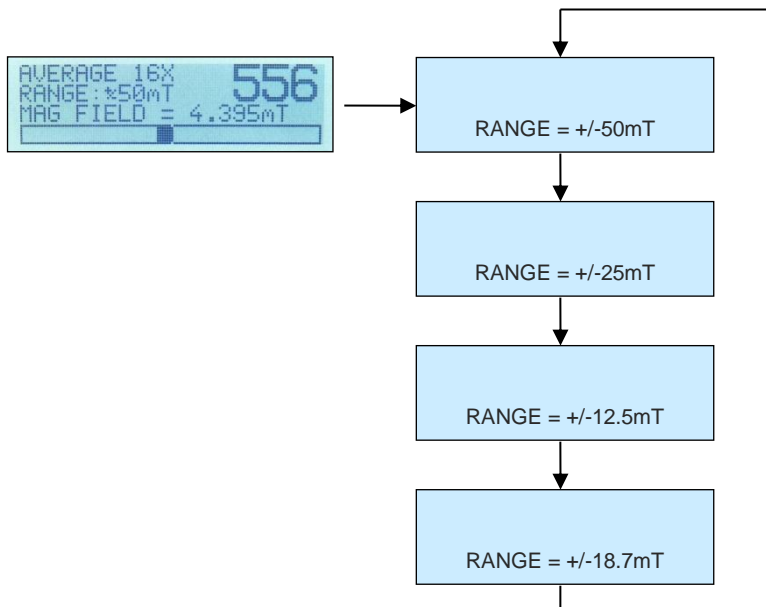 AVERAGE 16X
556
RANGE:±50mT
MAG FIELD = 4.395mT
RANGE = +/-50mT
RANGE = +/-25mT
RANGE = +/-12.5mT
RANGE = +/-18.7mT